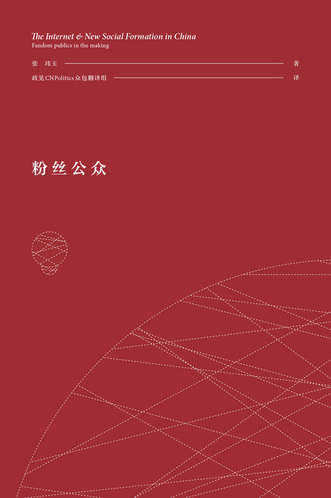 The Internet & New Social Formation in China
Fandom publics in the making
张 玮玉 著
政见CNPolitics众包翻译组 译
粉丝公众